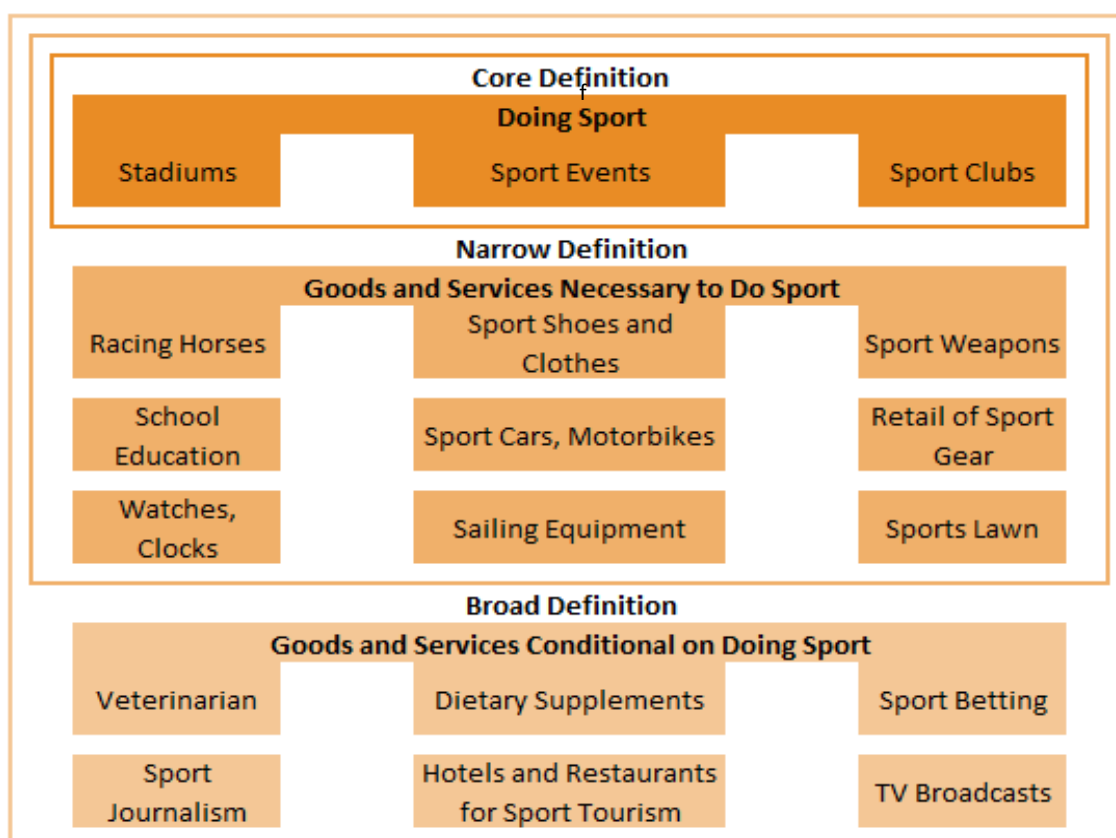 Core Definition
f
Doing Sport
Stadiums
Sport Events
Sport Clubs
Narrow Definition
Goods and Services Necessary to Do Sport
Racing Horses
Sport Shoes and
Clothes
Sport Weapons
School
Education
Sport Cars, Motorbikes
Retail of Sport
Gear
Watches,
Clocks
Sailing Equipment
Sports Lawn
Broad Definition
Goods and Services Conditional on Doing Sport
Veterinarian
Dietary Supplements
Sport Betting
Sport
Journalism
Hotels and Restaurants
for Sport Tourism
TV Broadcasts